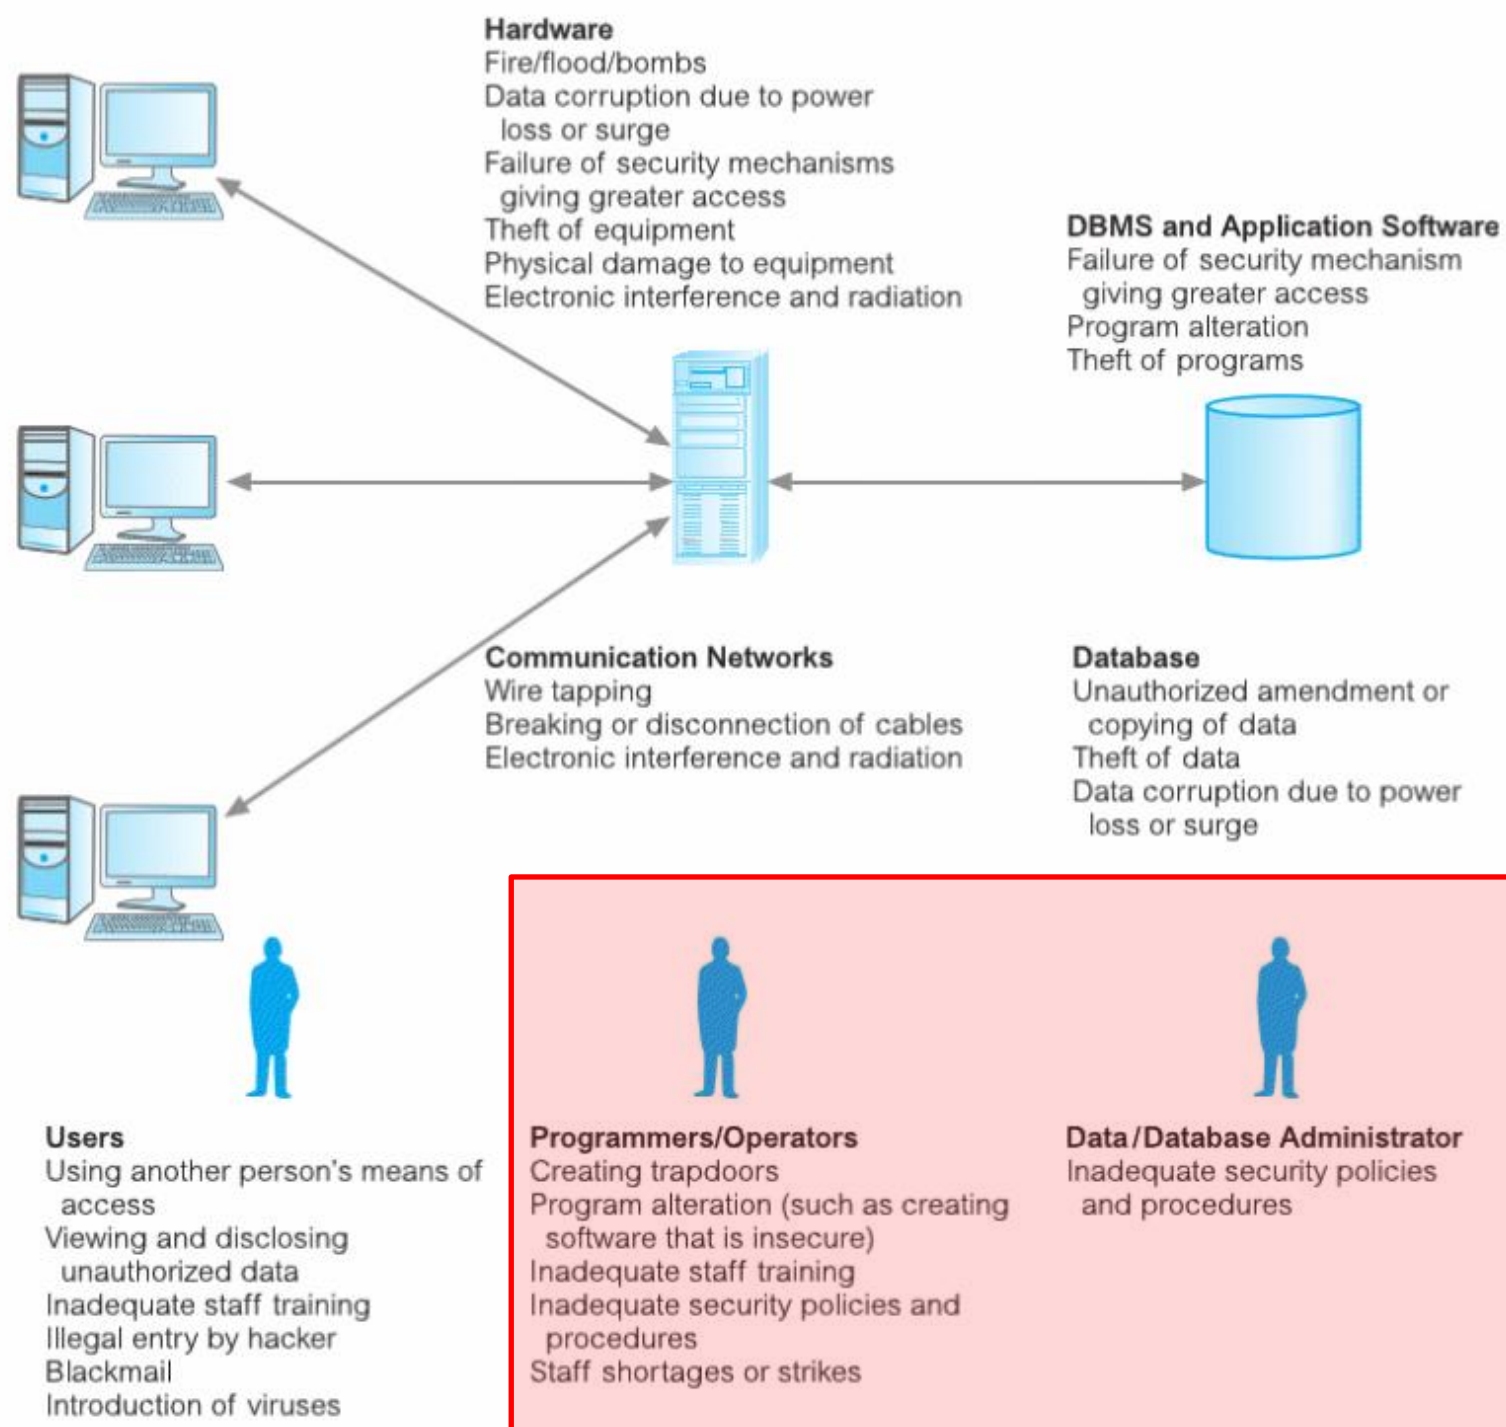 Hardware
Fire/flood/bombs
Data corruption due to power
loss or surge
Failure of security mechanisms
giving greater access
Theft of equipment
Physical damage to equipment
Electronic interference and radiation
DBMS and Application Software
Failure of security mechanism
giving greater access
Program alteration
Theft of programs
Communication Networks
Wire tapping
Breaking or disconnection of cables
Electronic interference and radiation
Database
Unauthorized amendment or
copying of data
Theft of data
Data corruption due to power
loss or surge
Users
Using another person's means of
access
Viewing and disclosing
unauthorized data
Inadequate staff training
Illegal entry by hacker
Blackmail
Introduction of viruses
Programmers/Operators
Creating trapdoors
Program alteration (such as creating
software that is insecure)
Inadequate staff training
Inadequate security policies and
procedures
Staff shortages or strikes
Data/Database Administrator
Inadequate security policies
and procedures